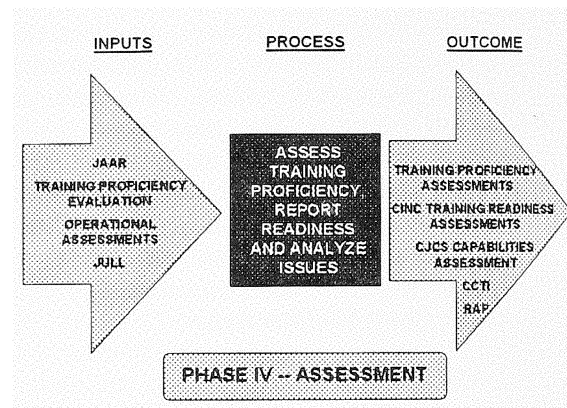 INPUTS
PROCESS
OUTCOME
JAAR
TRAINING PROFICIENCY
EVALUATION
OPERATIONAL
ASSESSMENTS
JULL
ASSESS
TRAINING
PROFICIENCY,
REPORT
READINESS
AND ANALYZE
ISSUES
TRAINING PROFICIENCY
ASSESSMENTS
CINC TRAINING READINESS
ASSESSMENTS
CJCS CAPABILITIES
ASSESSMENT
CCTI
RAP
PHASE IV -- ASSESSMENT